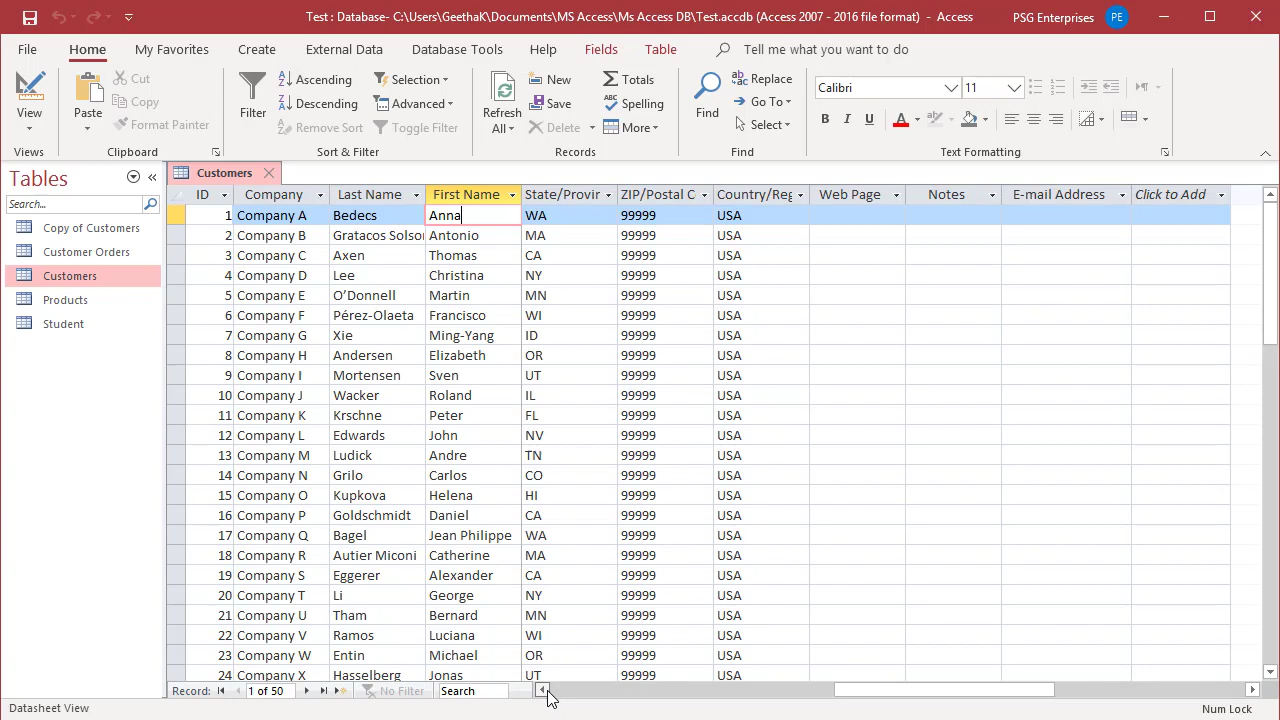 Test : Database- C:\Users\GeethaK\Documents\MS Access\Ms Access DB\Test.accdb (Access 2007 - 2016 file format) - Access
PSG Enterprises PE
File Home My Favorites Create External Data Database Tools Help Fields Table Tell me what you want to do
View
Views
Paste
Cut
Copy
Format Painter
Clipboard
Filter
Ascending
Descending
Remove Sort
Selection
Advanced
Toggle Filter
Sort & Filter
Refresh All
New
Save
Delete
Totals
Spelling
More
Records
Find
Replace
Go To
Select
Find
Calibri 11
B I U A
Text Formatting
Tables
Search...
Copy of Customers
Customer Orders
Customers
Products
Student
Customers
ID Company Last Name First Name State/Provir ZIP/Postal C Country/Reg Web Page Notes E-mail Address Click to Add
1 Company A Bedecs Anna WA 99999 USA
2 Company B Gratacos Solso Antonio MA 99999 USA
3 Company C Axen Thomas CA 99999 USA
4 Company D Lee Christina NY 99999 USA
5 Company E O’Donnell Martin MN 99999 USA
6 Company F Pérez-Olaeta Francisco WI 99999 USA
7 Company G Xie Ming-Yang ID 99999 USA
8 Company H Andersen Elizabeth OR 99999 USA
9 Company I Mortensen Sven UT 99999 USA
10 Company J Wacker Roland IL 99999 USA
11 Company K Krschne Peter FL 99999 USA
12 Company L Edwards John NV 99999 USA
13 Company M Ludick Andre TN 99999 USA
14 Company N Grilo Carlos CO 99999 USA
15 Company O Kupkova Helena HI 99999 USA
16 Company P Goldschmidt Daniel CA 99999 USA
17 Company Q Bagel Jean Philippe WA 99999 USA
18 Company R Autier Miconi Catherine MA 99999 USA
19 Company S Eggerer Alexander CA 99999 USA
20 Company T Li George NY 99999 USA
21 Company U Tham Bernard MN 99999 USA
22 Company V Ramos Luciana WI 99999 USA
23 Company W Entin Michael OR 99999 USA
24 Company X Hasselberg Jonas UT 99999 USA
Record: 1 of 50 No Filter Search
Datasheet View Num Lock